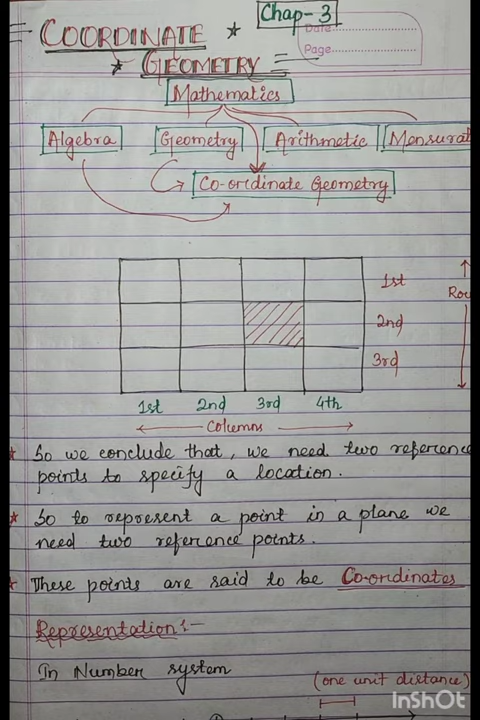 Chap- 3
COORDINATE
Date:
Page
GEOMETRY
Mathematics
Algebra Geometry Arithmetic Mensurat
Co-ordinate Geometry
1st
Row
2nd
3rd
1st 2nd 3rd 4th
Columns
So we conclude that, we need two reference
points to specify a location.
So to represent a point in a plane we
need two reference points.
These points are said to be Co-ordinates
Representation:-
In Number system
(one unit distance)
InShOt